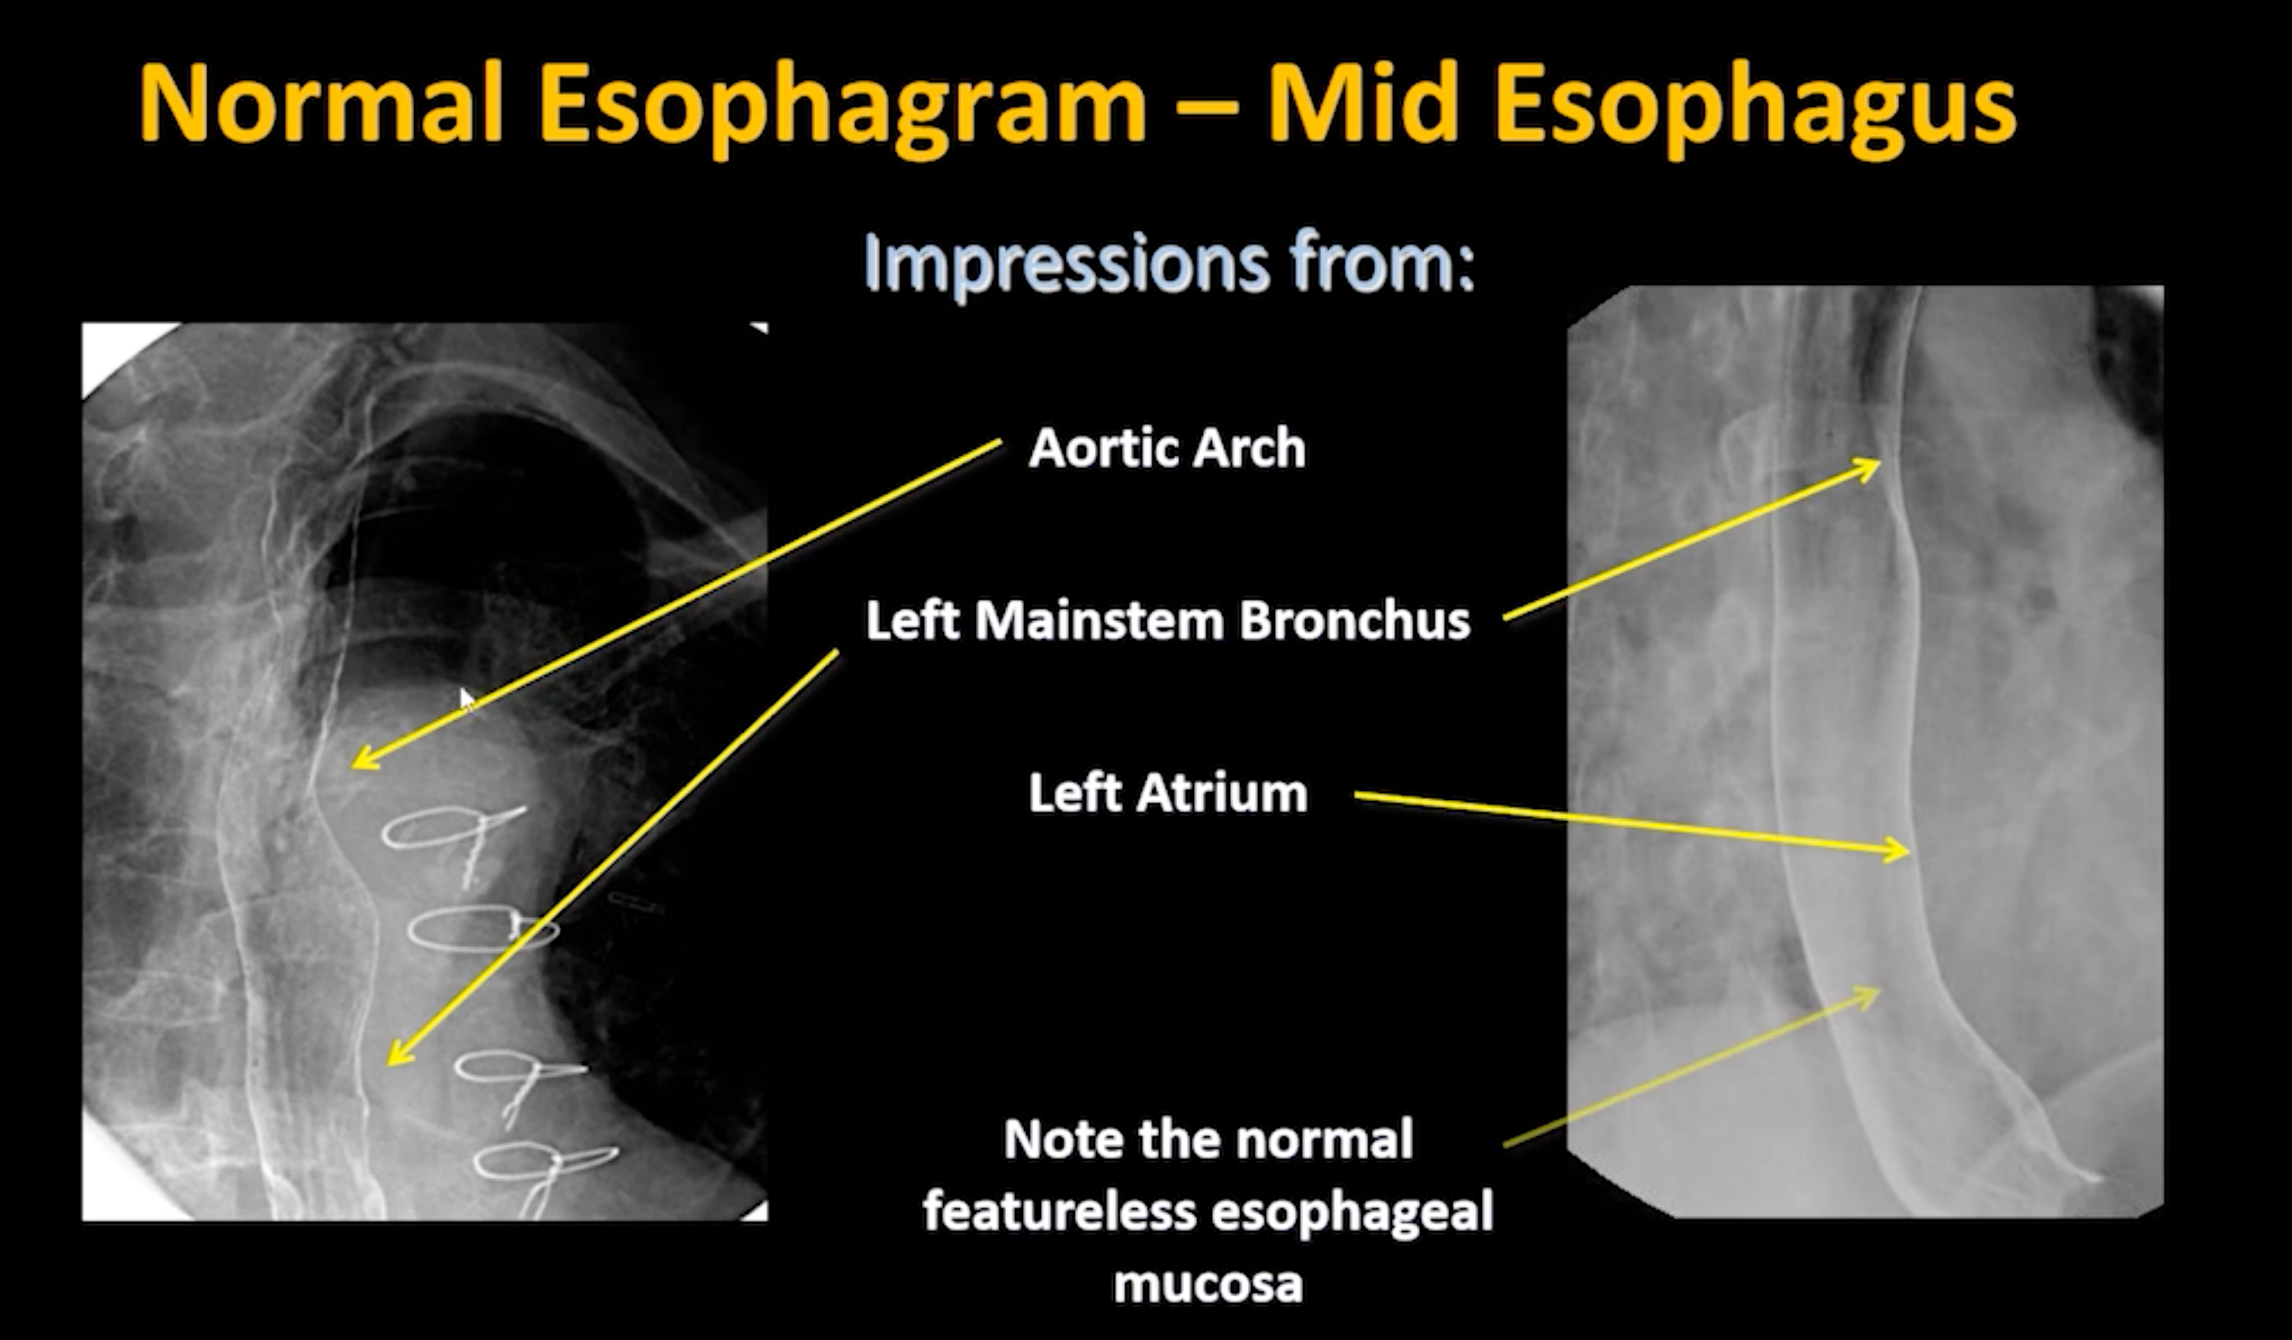 Normal Esophagram – Mid Esophagus
Impressions from:
Aortic Arch
Left Mainstem Bronchus
Left Atrium
Note the normal
featureless esophageal
mucosa